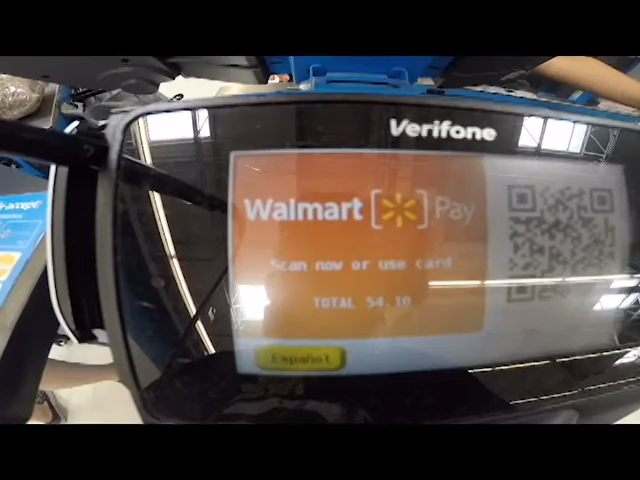 Verifone
Walmart Pay
Scan now or use card
TOTAL 54.10
Español